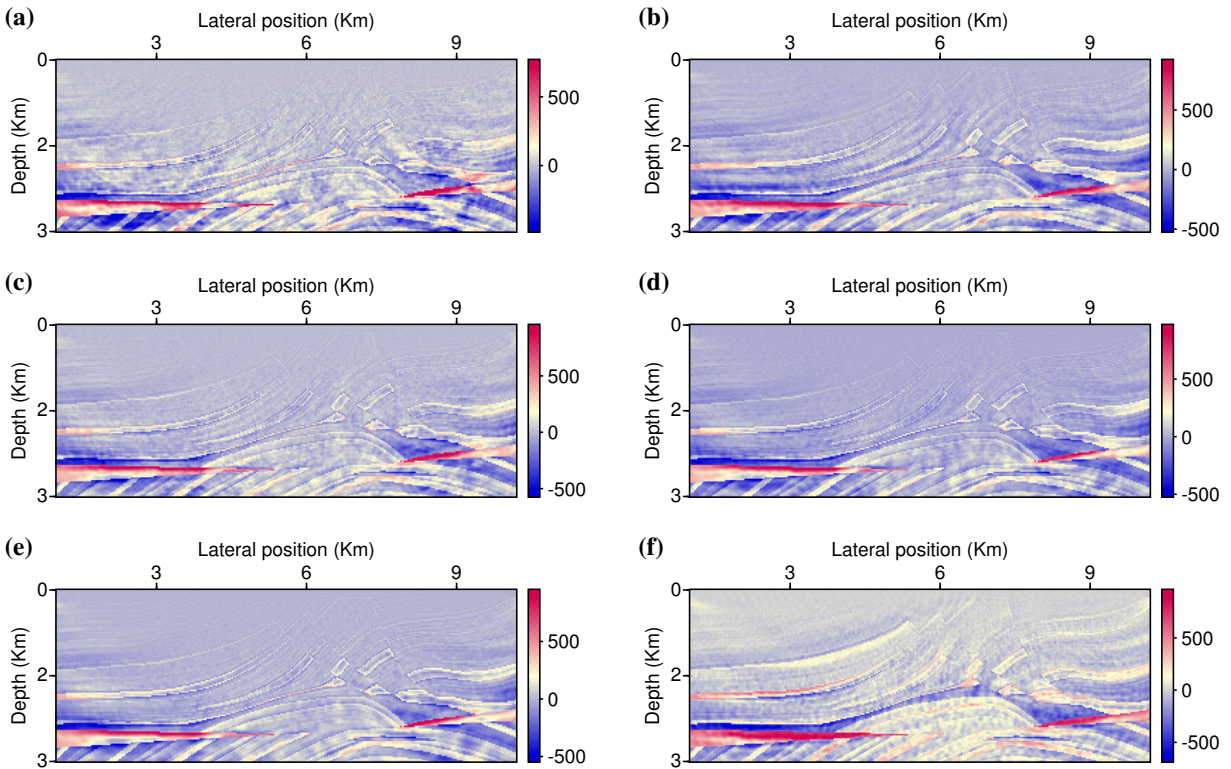 (a)
Lateral position (Km)
3 6 9
0
2
3
Depth (Km)
500
0
(b)
Lateral position (Km)
3 6 9
0
2
3
Depth (Km)
500
0
-500
(c)
Lateral position (Km)
3 6 9
0
2
3
Depth (Km)
500
0
-500
(d)
Lateral position (Km)
3 6 9
0
2
3
Depth (Km)
500
0
-500
(e)
Lateral position (Km)
3 6 9
0
2
3
Depth (Km)
500
0
-500
(f)
Lateral position (Km)
3 6 9
0
2
3
Depth (Km)
500
0
-500